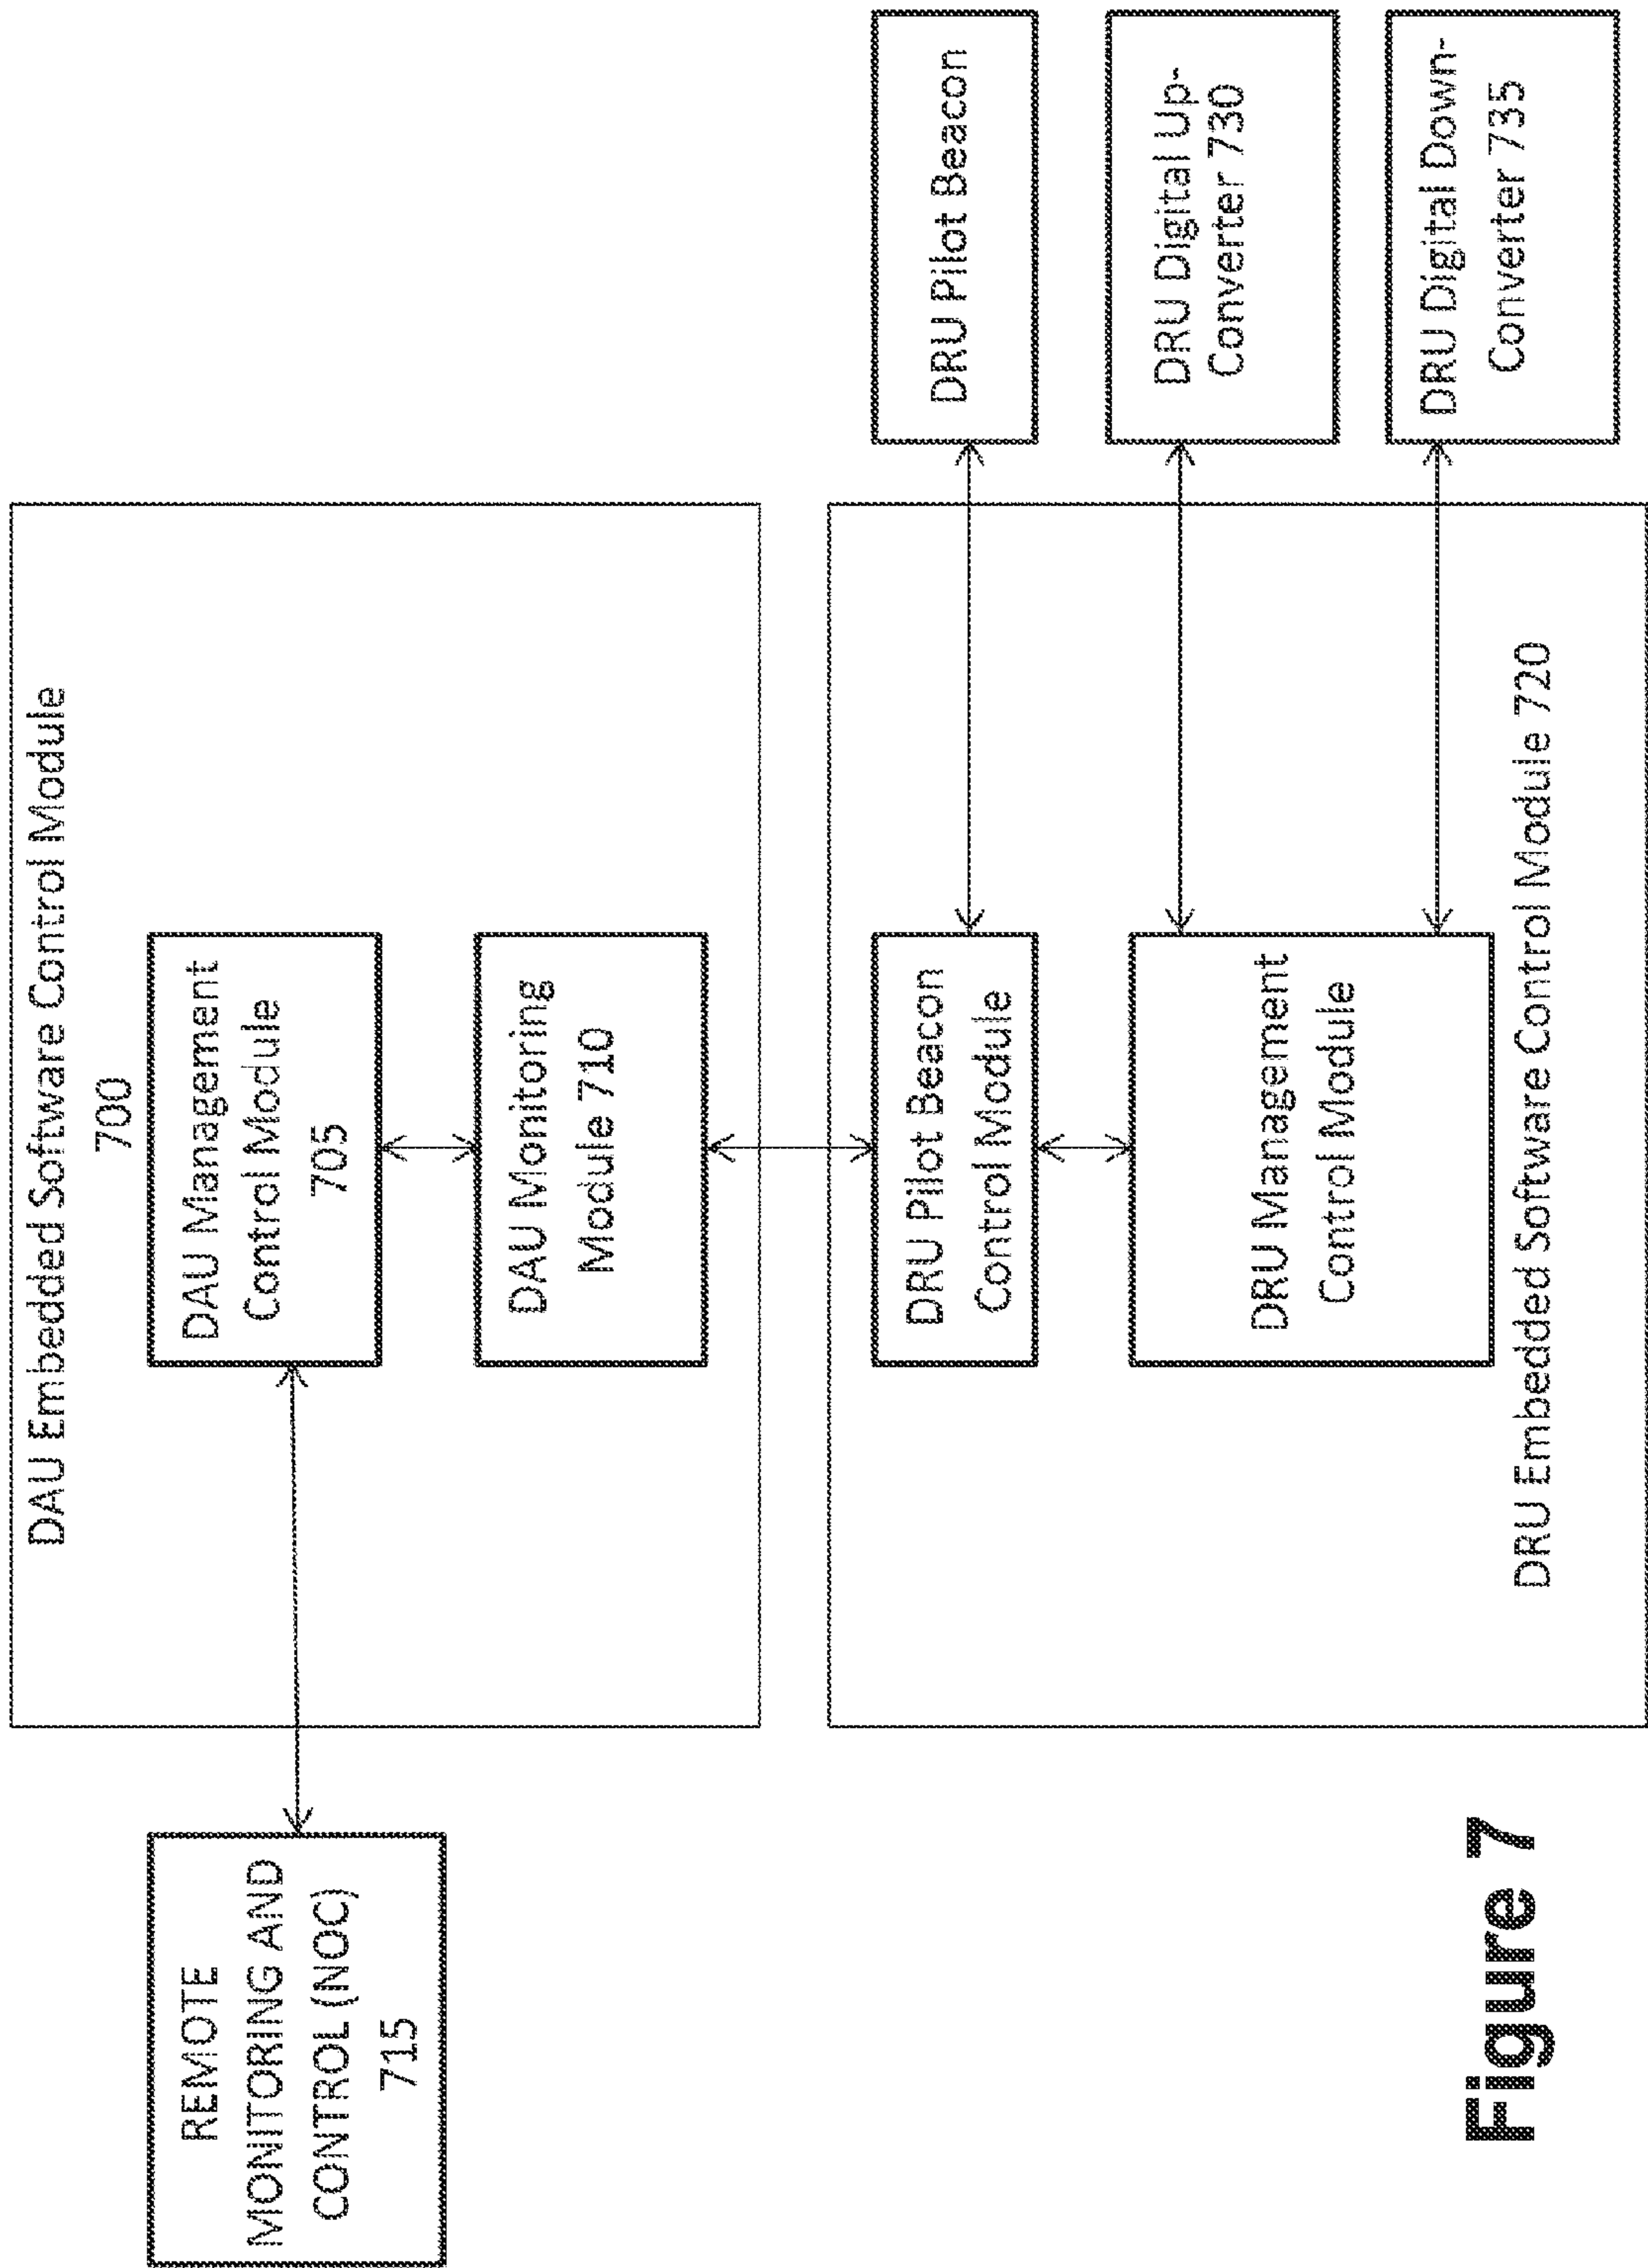 DAU Embedded Software Control Module
700
DAU Management
Control Module
705
DAU Monitoring
Module 710
REMOTE
MONITORING AND
CONTROL (NOC)
715
DRU Pilot Beacon
Control Module
DRU Management
Control Module
DRU Embedded Software Control Module 720
DRU Pilot Beacon
DRU Digital Up-
Converter 730
DRU Digital Down-
Converter 735
Figure 7